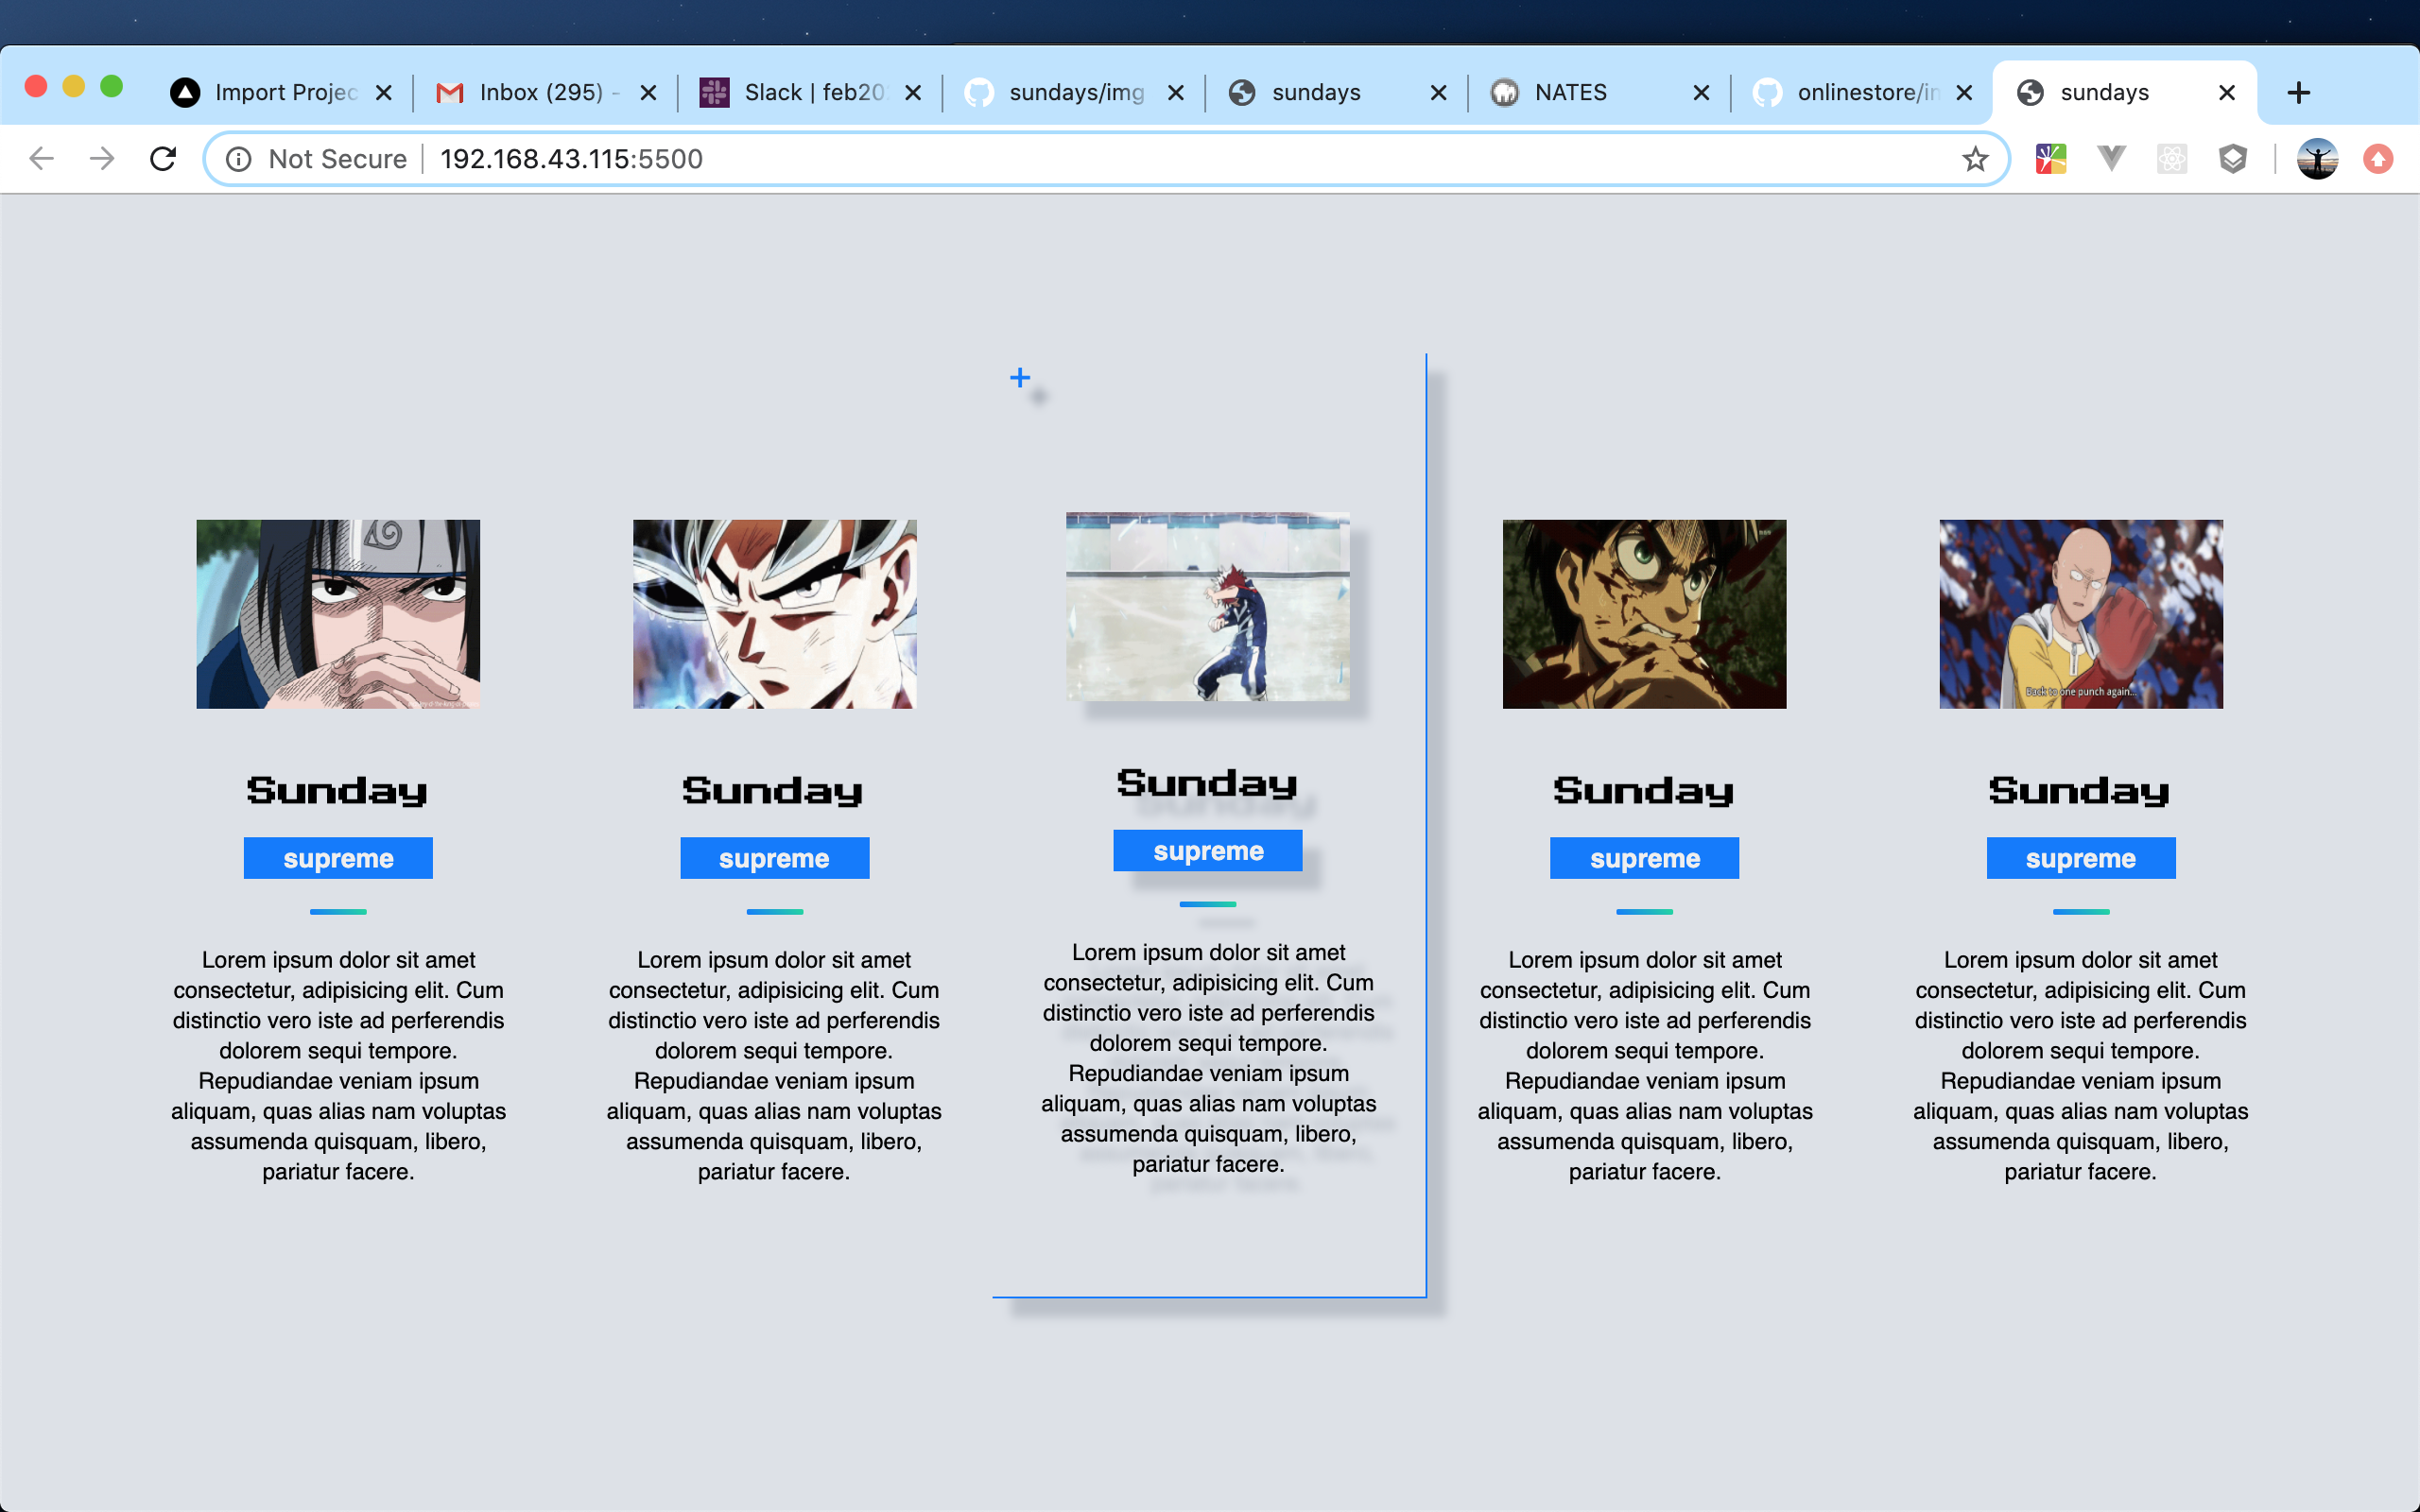 Import Projec
Inbox (295) -
Slack | feb20
sundays/img
sundays
NATES
onlinestore/in
sundays
Not Secure
192.168.43.115:5500
Back to one punch again...
Sunday
supreme
Lorem ipsum dolor sit amet
consectetur, adipisicing elit. Cum
distinctio vero iste ad perferendis
dolorem sequi tempore.
Repudiandae veniam ipsum
aliquam, quas alias nam voluptas
assumenda quisquam, libero,
pariatur facere.
Sunday
supreme
Lorem ipsum dolor sit amet
consectetur, adipisicing elit. Cum
distinctio vero iste ad perferendis
dolorem sequi tempore.
Repudiandae veniam ipsum
aliquam, quas alias nam voluptas
assumenda quisquam, libero,
pariatur facere.
Sunday
supreme
Lorem ipsum dolor sit amet
consectetur, adipisicing elit. Cum
distinctio vero iste ad perferendis
dolorem sequi tempore.
Repudiandae veniam ipsum
aliquam, quas alias nam voluptas
assumenda quisquam, libero,
pariatur facere.
Sunday
supreme
Lorem ipsum dolor sit amet
consectetur, adipisicing elit. Cum
distinctio vero iste ad perferendis
dolorem sequi tempore.
Repudiandae veniam ipsum
aliquam, quas alias nam voluptas
assumenda quisquam, libero,
pariatur facere.
Sunday
supreme
Lorem ipsum dolor sit amet
consectetur, adipisicing elit. Cum
distinctio vero iste ad perferendis
dolorem sequi tempore.
Repudiandae veniam ipsum
aliquam, quas alias nam voluptas
assumenda quisquam, libero,
pariatur facere.